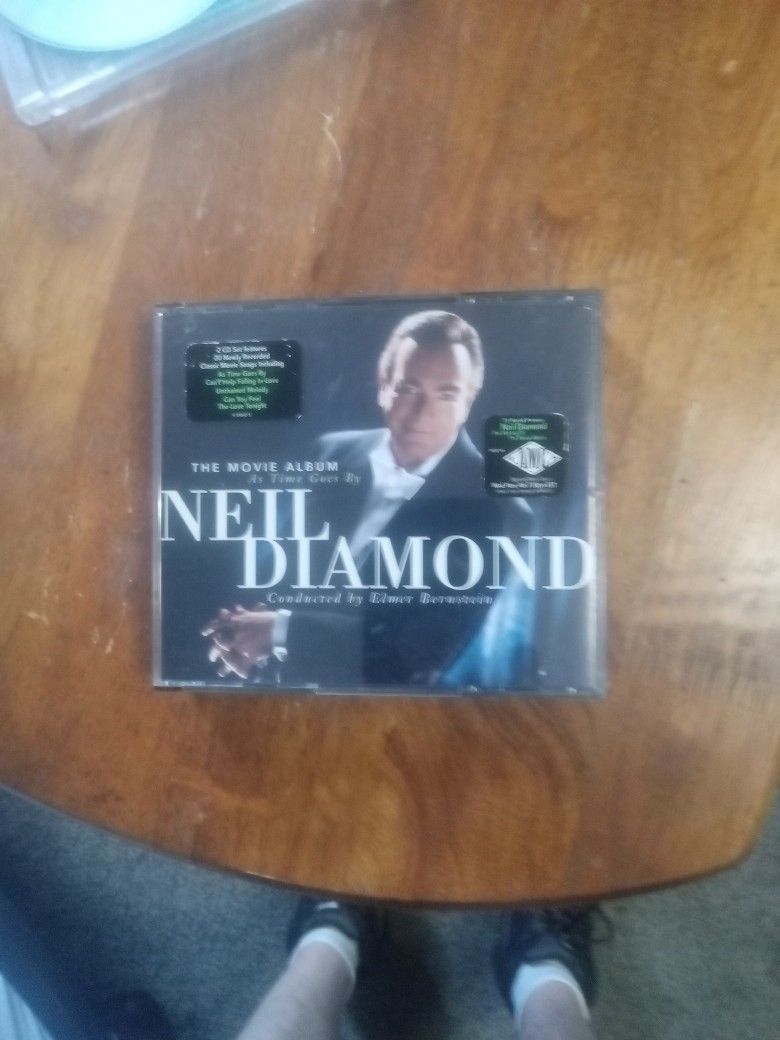 2 CD Set features
20 Newly Recorded
Classic Movie Songs Including
As Time Goes By
Can't Help Falling In Love
Unchained Melody
Can You Feel
The Love Tonight
Neil Diamond
THE MOVIE ALBUM
As Time Goes By
NEIL
DIAMOND
Conducted by Elmer Bernstein